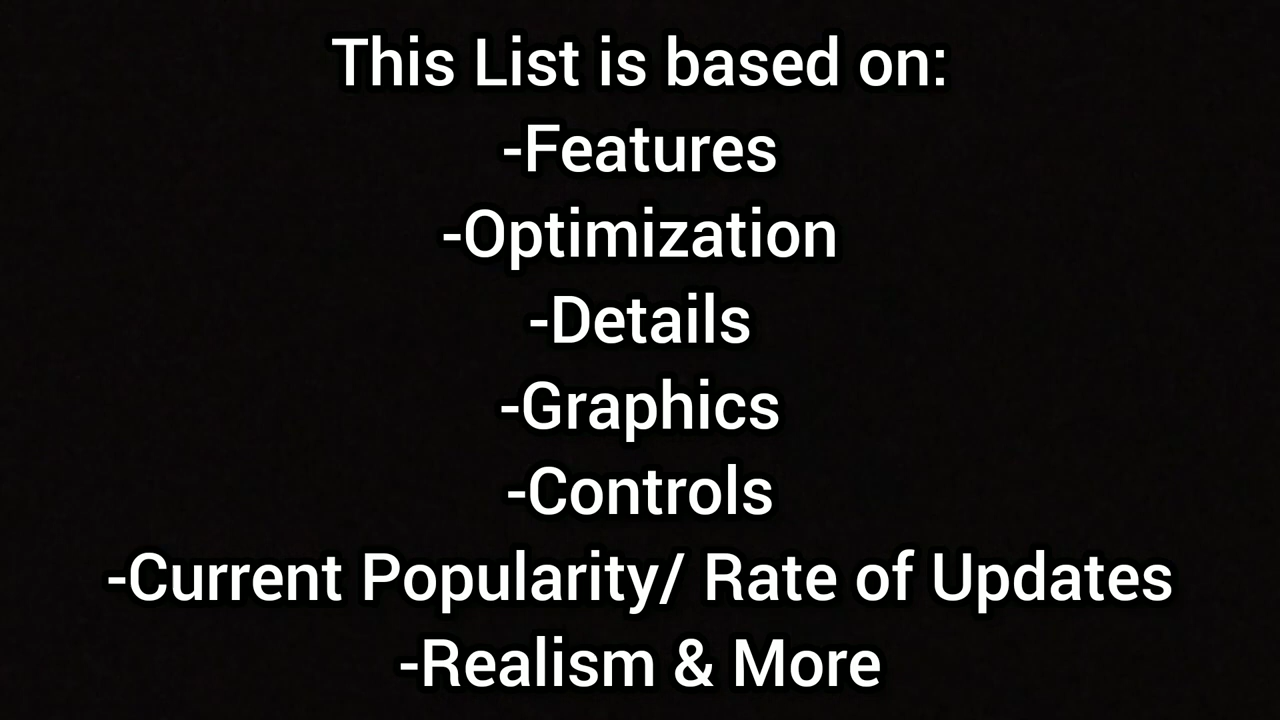 This List is based on:
-Features
-Optimization
-Details
-Graphics
-Controls
-Current Popularity/ Rate of Updates
-Realism & More